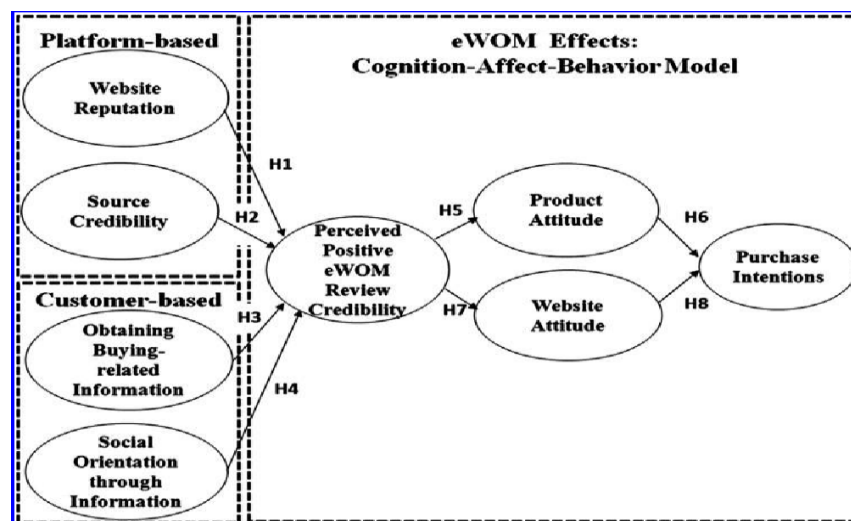 Platform-based
Website
Reputation
Source
Credibility
Customer-based
Obtaining
Buying-
related
Information
Social
Orientation
through
Information
eWOM Effects:
Cognition-Affect-Behavior Model
H1
H2
H3
H4
Perceived
Positive
eWOM
Review
Credibility
H5
H7
Product
Attitude
Website
Attitude
H6
H8
Purchase
Intentions